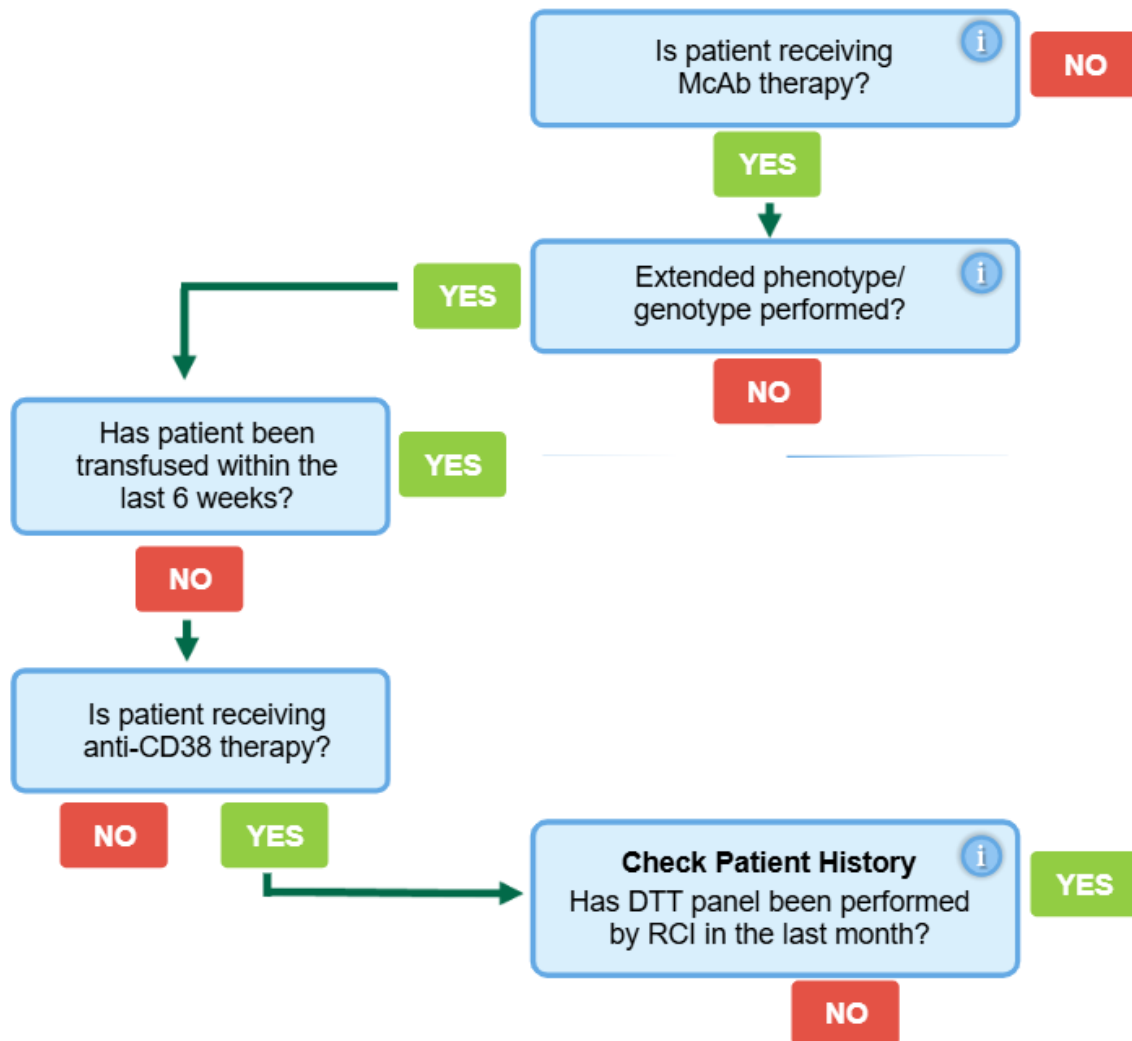 Is patient receiving
McAb therapy?
i
NO
YES
Extended phenotype/
genotype performed?
i
YES
NO
Has patient been
transfused within the
last 6 weeks?
YES
NO
Is patient receiving
anti-CD38 therapy?
NO
YES
Check Patient History
Has DTT panel been performed
by RCI in the last month?
i
YES
NO